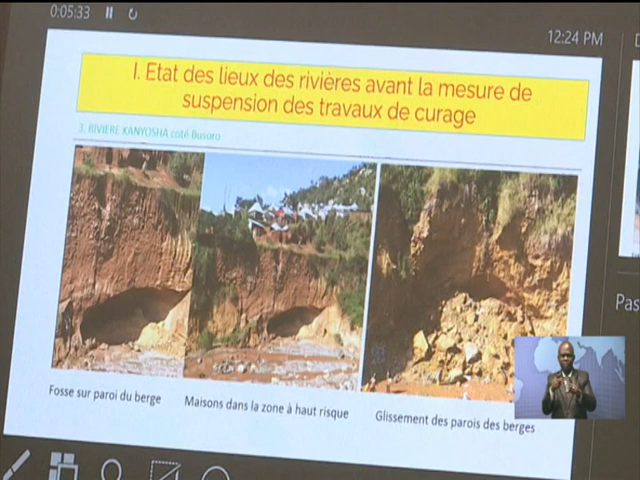 0:05:33
12:24 PM
I. Etat des lieux des rivières avant la mesure de
suspension des travaux de curage
3. RIVIERE KANYOSHA coté Busoro
Fosse sur paroi du berge
Maisons dans la zone à haut risque
Glissement des parois des berges
Pas